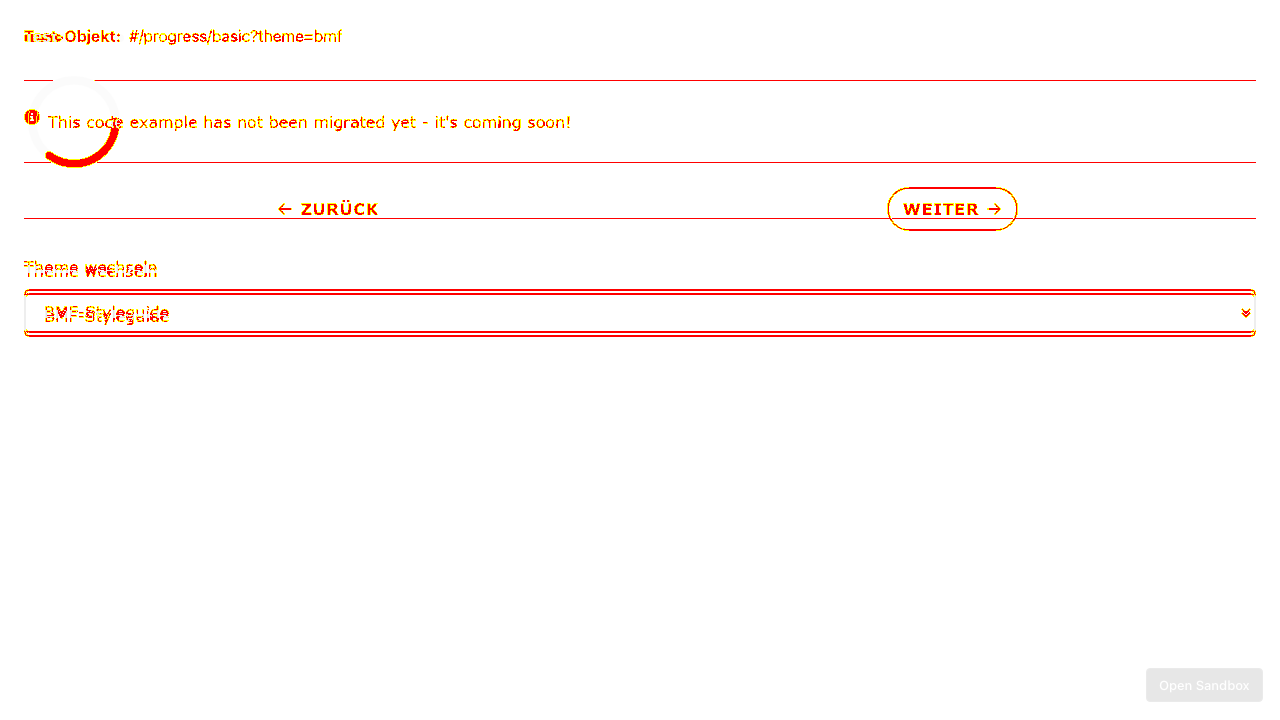 Objekt: #/progress/basic?theme=bmf
This code example has not been migrated yet - it's coming soon!
← ZURÜCK
WEITER →
Theme wechseln
BMF-Styleguide
Open Sandbox